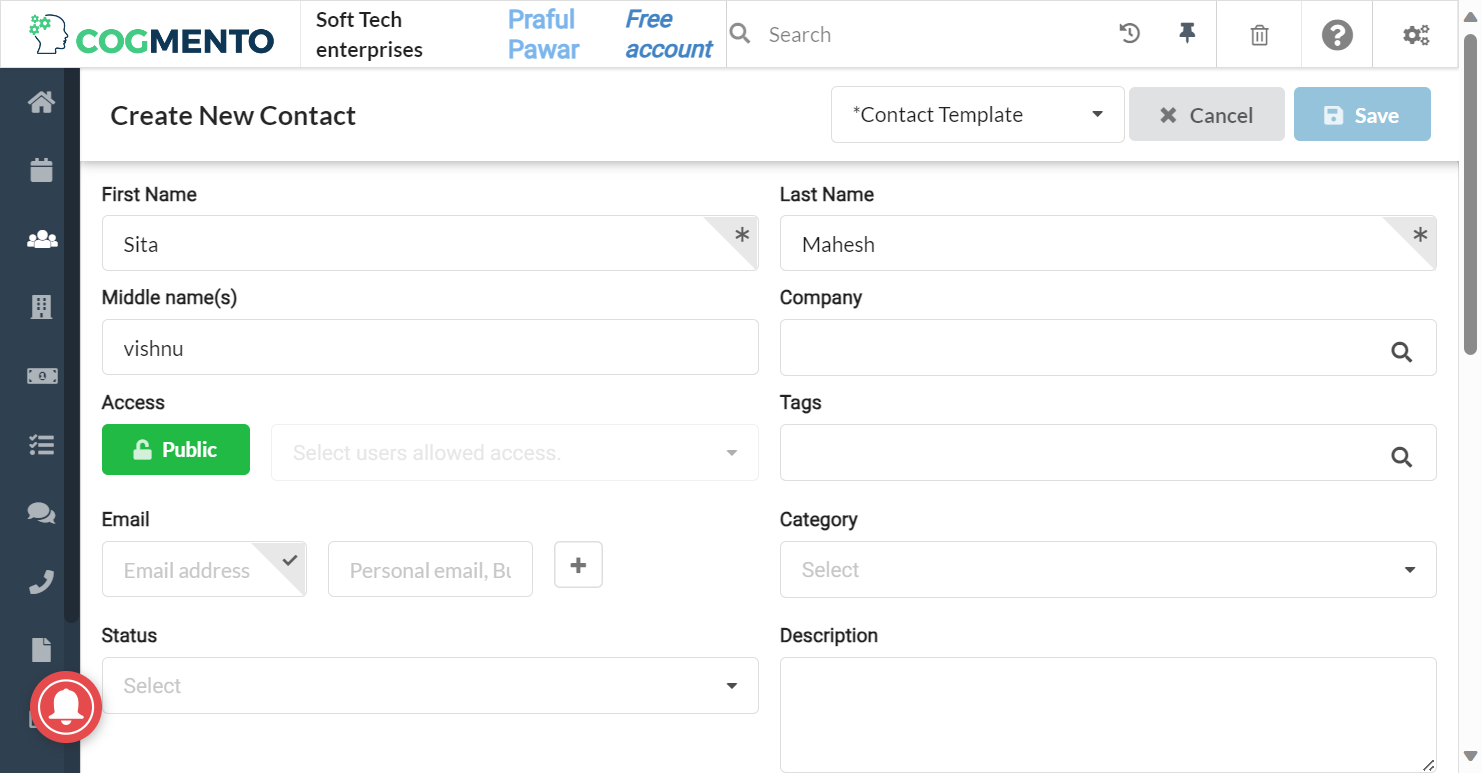 COGMENTO
Soft Tech
enterprises
Praful
Pawar
Free
account
Search
Create New Contact
*Contact Template
Cancel
Save
First Name
Last Name
Sita
Mahesh
Middle name(s)
Company
vishnu
Access
Tags
Public
Select users allowed access.
Email
Category
Email address
Personal email, Bu
Select
Status
Description
Select